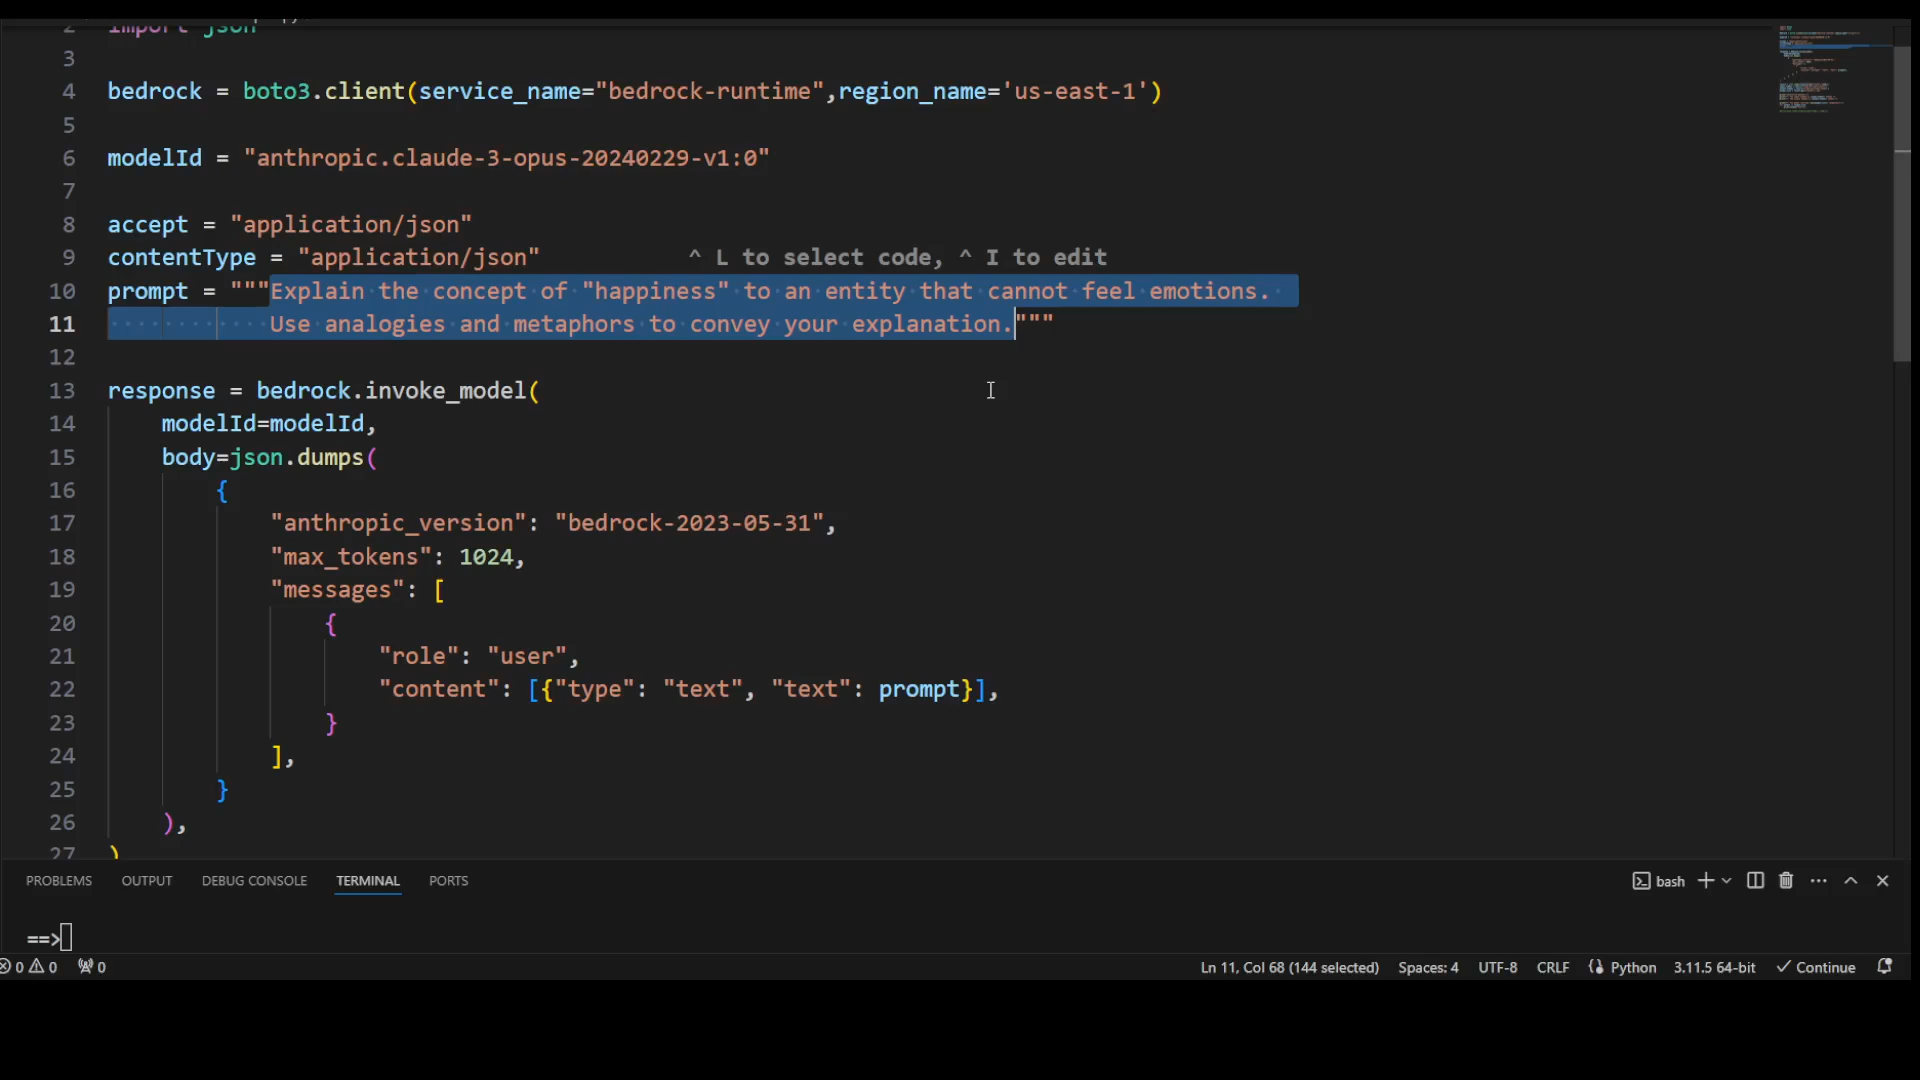 2 import json
3
4 bedrock = boto3.client(service_name="bedrock-runtime",region_name='us-east-1')
5
6 modelId = "anthropic.claude-3-opus-20240229-v1:0"
7
8 accept = "application/json"
9 contentType = "application/json" ^ L to select code, ^ I to edit
10 prompt = """Explain the concept of "happiness" to an entity that cannot feel emotions.
11 Use analogies and metaphors to convey your explanation."""
12
13 response = bedrock.invoke_model(
14 modelId=modelId,
15 body=json.dumps(
16 {
17 "anthropic_version": "bedrock-2023-05-31",
18 "max_tokens": 1024,
19 "messages": [
20 {
21 "role": "user",
22 "content": [{"type": "text", "text": prompt}],
23 }
24 ],
25 }
26 ),
27 )
PROBLEMS OUTPUT DEBUG CONSOLE TERMINAL PORTS bash
==>
0 0 0 Ln 11, Col 68 (144 selected) Spaces: 4 UTF-8 CRLF Python 3.11.5 64-bit Continue